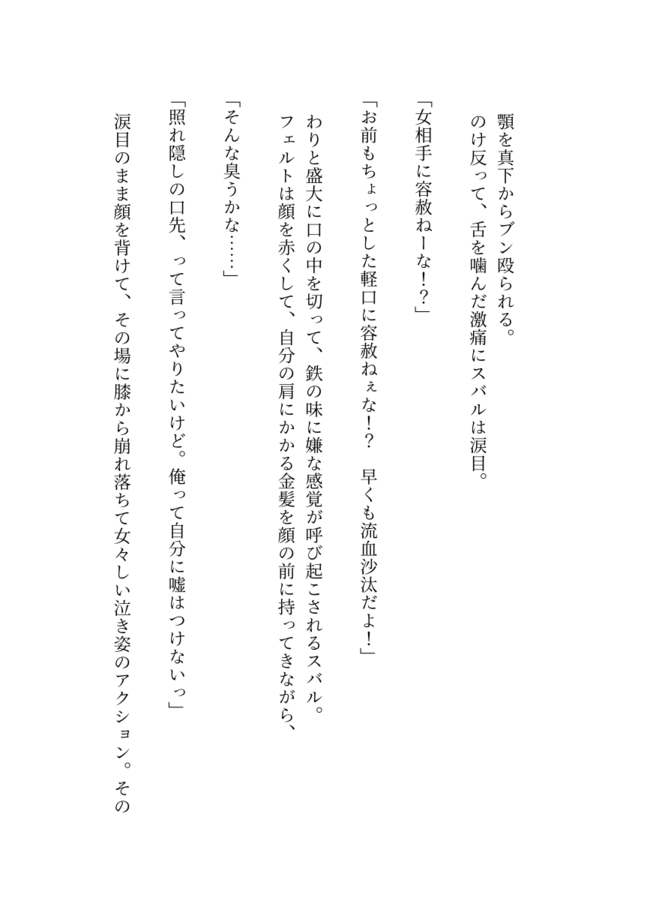 顎を真下からブン殴られる。
のけ反って、舌を噛んだ激痛にスバルは涙目。
「女相手に容赦ねーな！？」
「お前もちょっとした軽口に容赦ねぇな！？　早くも流血沙汰だよ！」
わりと盛大に口の中を切って、鉄の味に嫌な感覚が呼び起こされるスバル。
フェルトは顔を赤くして、自分の肩にかかる金髪を顔の前に持ってきながら、
「そんな臭うかな……」
「照れ隠しの口先、って言ってやりたいけど。俺って自分に嘘はつけないっ」
涙目のまま顔を背けて、その場に膝から崩れ落ちて女々しい泣き姿のアクション。その